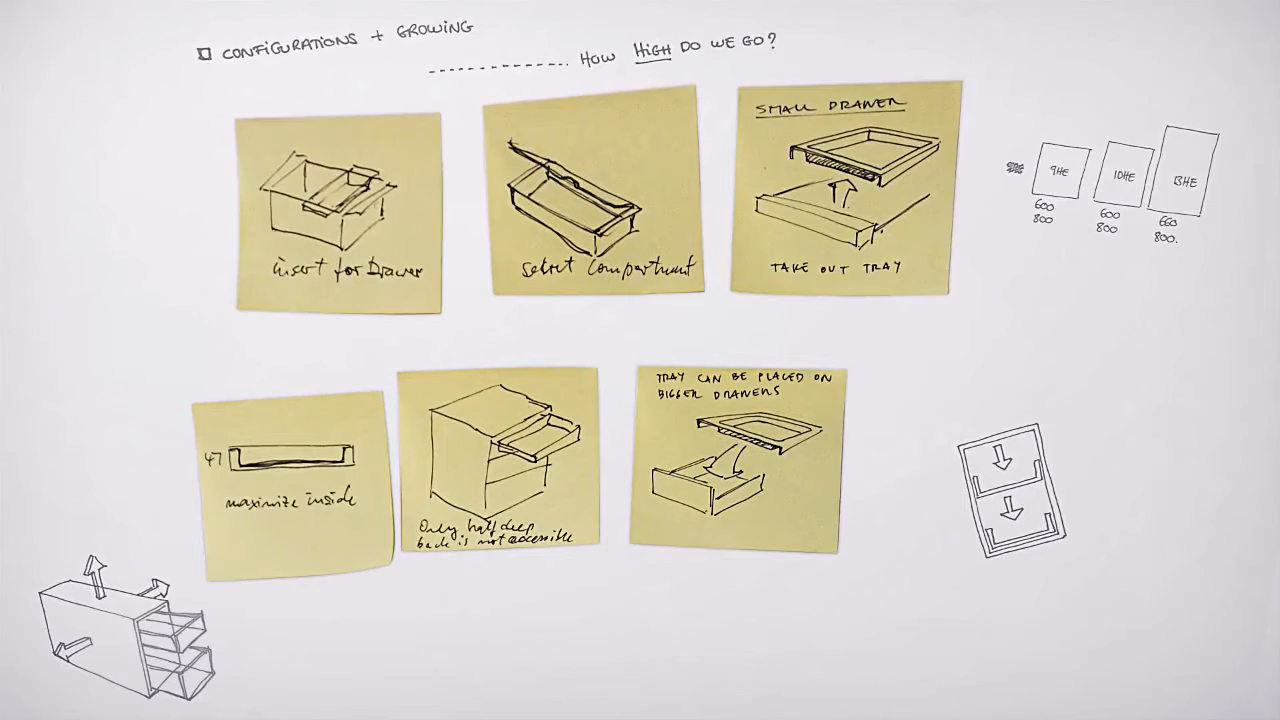 CONFIGURATIONS + GROWING
HOW HIGH DO WE GO?
insert for Drawer
secret compartment
SMALL DRAWER
TAKE OUT TRAY
9HE
600
800
10HE
600
800
13HE
660
800.
47
maximize inside
Only half deep
back is not accessible
TRAY CAN BE PLACED ON
BIGGER DRAWERS